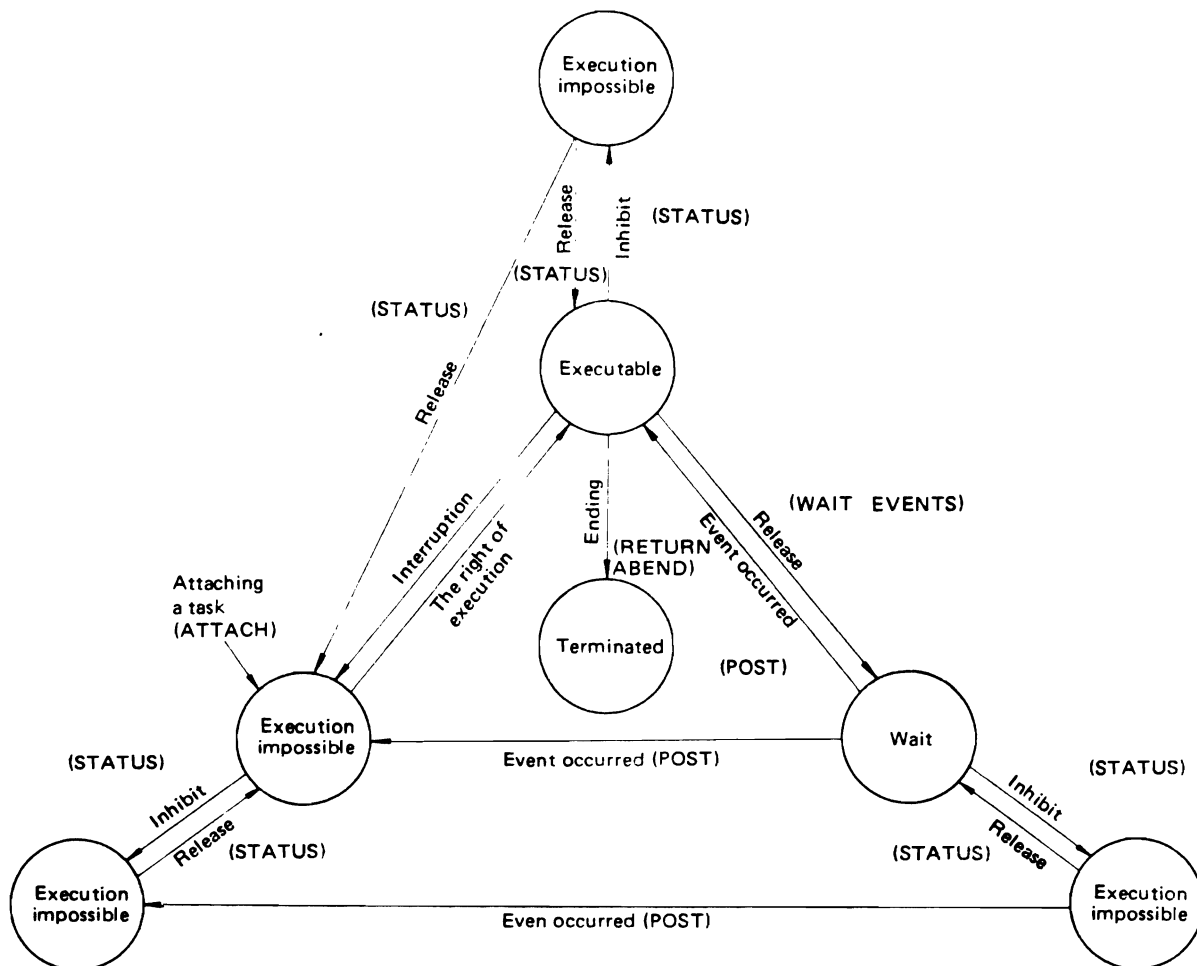 Execution
impossible
Release
Inhibit
(STATUS)
(STATUS)
(STATUS)
Release
Executable
Interruption
The right of
execution
Ending
(RETURN
ABEND)
Release
(WAIT EVENTS)
Event occurred
(POST)
Attaching
a task
(ATTACH)
Terminated
Execution
impossible
Wait
Event occurred (POST)
(STATUS)
Inhibit
Release
(STATUS)
(STATUS)
Inhibit
Release
(STATUS)
Execution
impossible
Execution
impossible
Even occurred (POST)